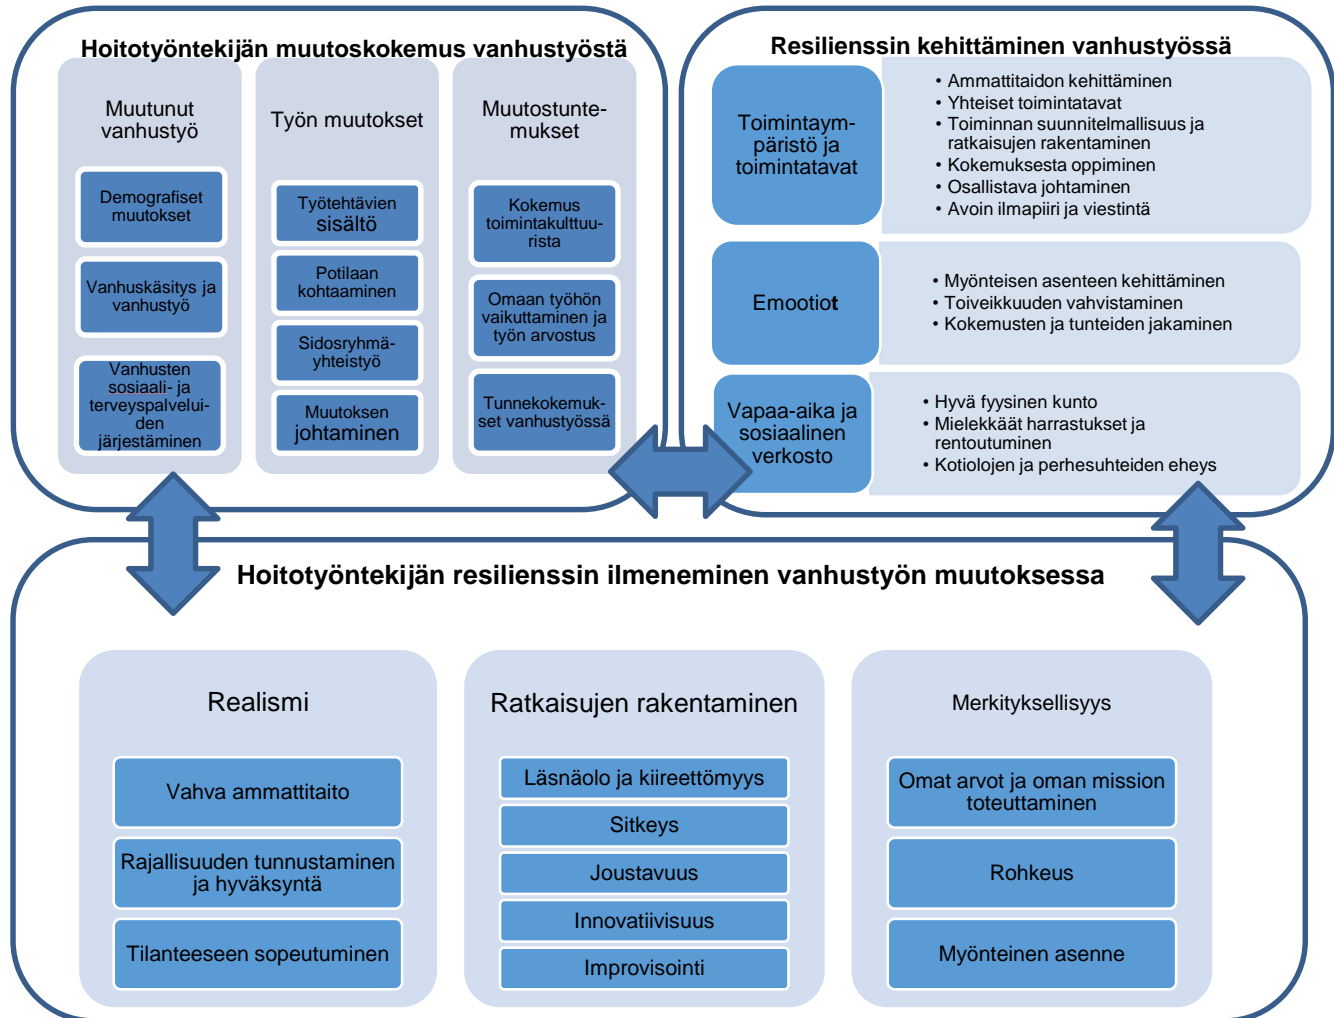 Hoitotyöntekijän muutoskokemus vanhustyöstä
Muutunut
vanhustyö
Demografiset
muutokset
Vanhuskäsitys ja
vanhustyö
Vanhusten
sosiaali- ja
terveyspalvelui-
den
järjestäminen
Työn muutokset
Työtehtävien
sisältö
Potilaan
kohtaaminen
Sidosryhmä-
yhteistyö
Muutoksen
johtaminen
Muutostunte-
mukset
Kokemus
toimintakulttuu-
rista
Omaan työhön
vaikuttaminen ja
työn arvostus
Tunnekokemuk-
set vanhustyössä
Resilienssin kehittäminen vanhustyössä
Toimintaym-
päristö ja
toimintatavat
• Ammattitaidon kehittäminen
• Yhteiset toimintatavat
• Toiminnan suunnitelmallisuus ja
ratkaisujen rakentaminen
• Kokemuksesta oppiminen
• Osallistava johtaminen
• Avoin ilmapiiri ja viestintä
Emootiot
• Myönteisen asenteen kehittäminen
• Toiveikkuuden vahvistaminen
• Kokemusten ja tunteiden jakaminen
Vapaa-aika ja
sosiaalinen
verkosto
• Hyvä fyysinen kunto
• Mielekkäät harrastukset ja
rentoutuminen
• Kotiolojen ja perhesuhteiden eheys
Hoitotyöntekijän resilienssin ilmeneminen vanhustyön muutoksessa
Realismi
Vahva ammattitaito
Rajallisuuden tunnustaminen
ja hyväksyntä
Tilanteeseen sopeutuminen
Ratkaisujen rakentaminen
Läsnäolo ja kiireettömyys
Sitkeys
Joustavuus
Innovatiivisuus
Improvisointi
Merkityksellisyys
Omat arvot ja oman mission
toteuttaminen
Rohkeus
Myönteinen asenne